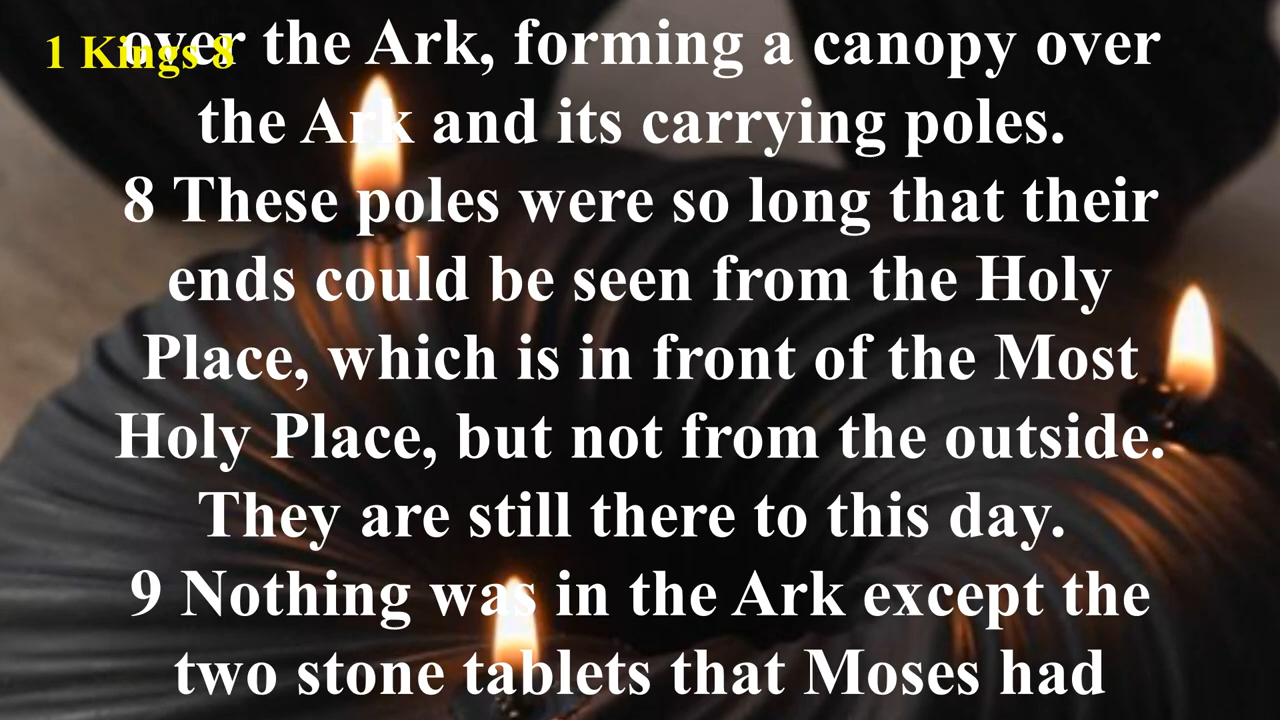 1 Kings 8
over the Ark, forming a canopy over
the Ark and its carrying poles.
8 These poles were so long that their
ends could be seen from the Holy
Place, which is in front of the Most
Holy Place, but not from the outside.
They are still there to this day.
9 Nothing was in the Ark except the
two stone tablets that Moses had